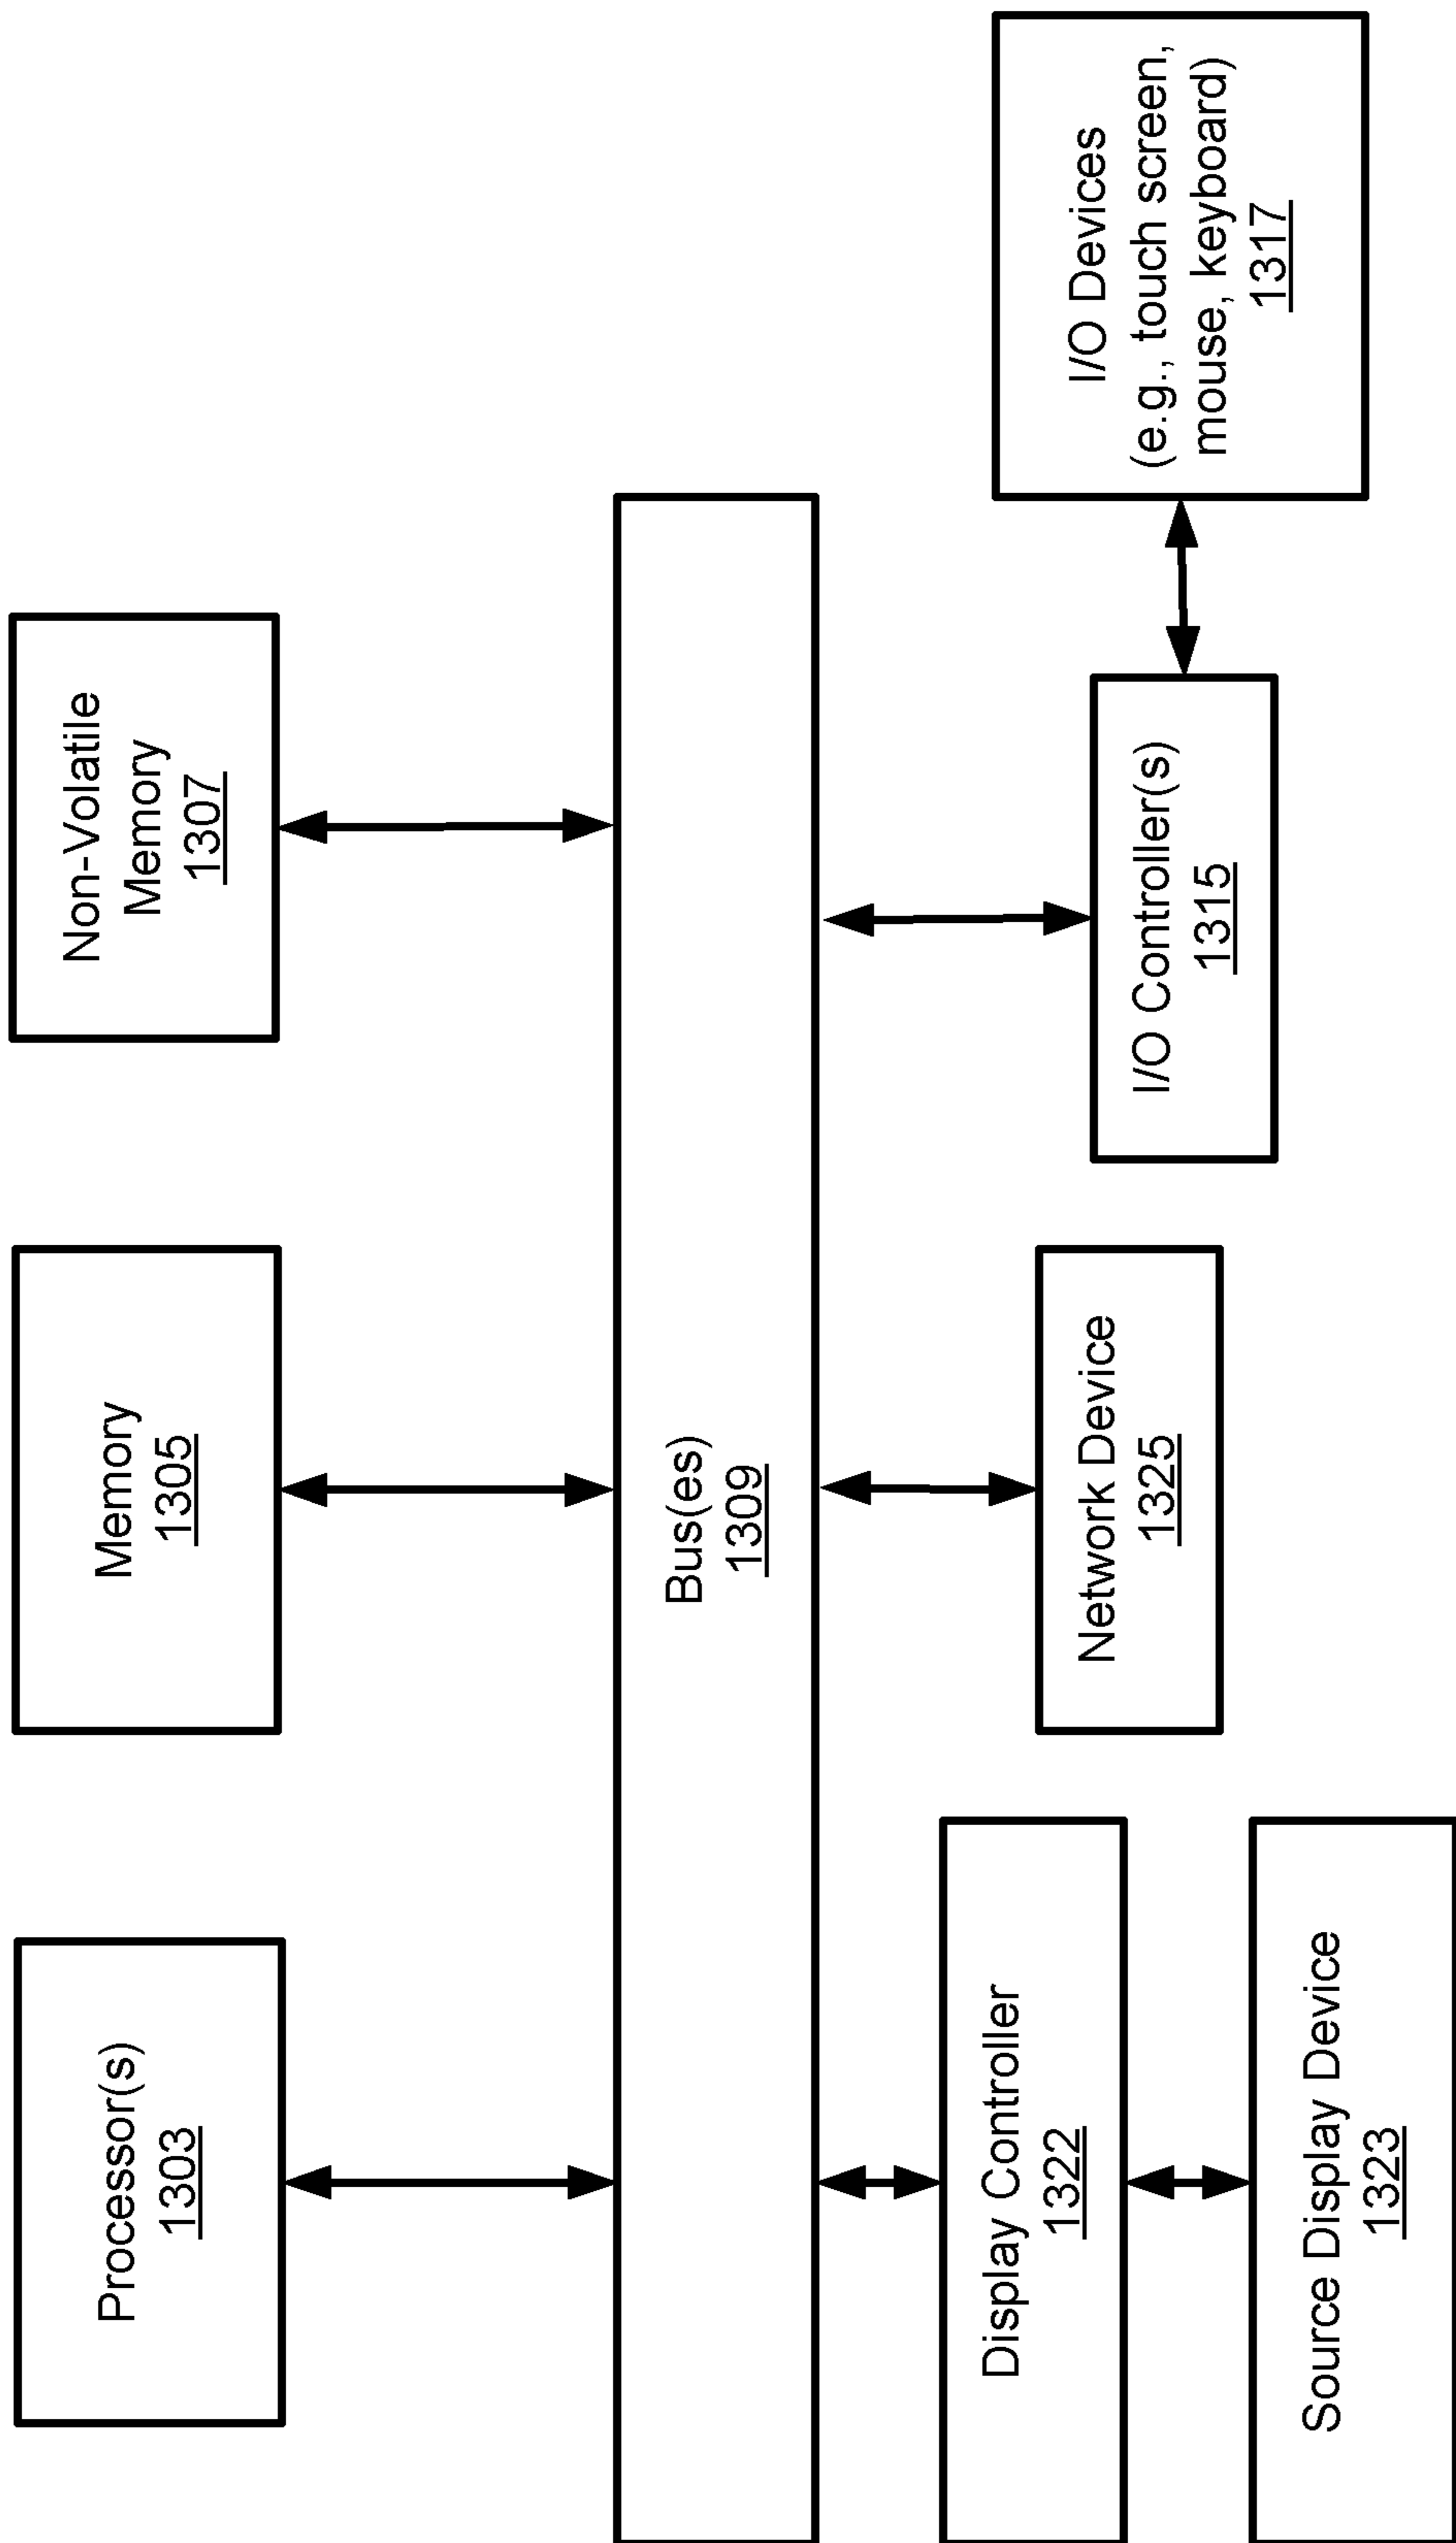 Processor(s)
1303
Memory
1305
Non-Volatile
Memory
1307
Bus(es)
1309
Display Controller
1322
Network Device
1325
I/O Controller(s)
1315
I/O Devices
(e.g., touch screen,
mouse, keyboard)
1317
Source Display Device
1323